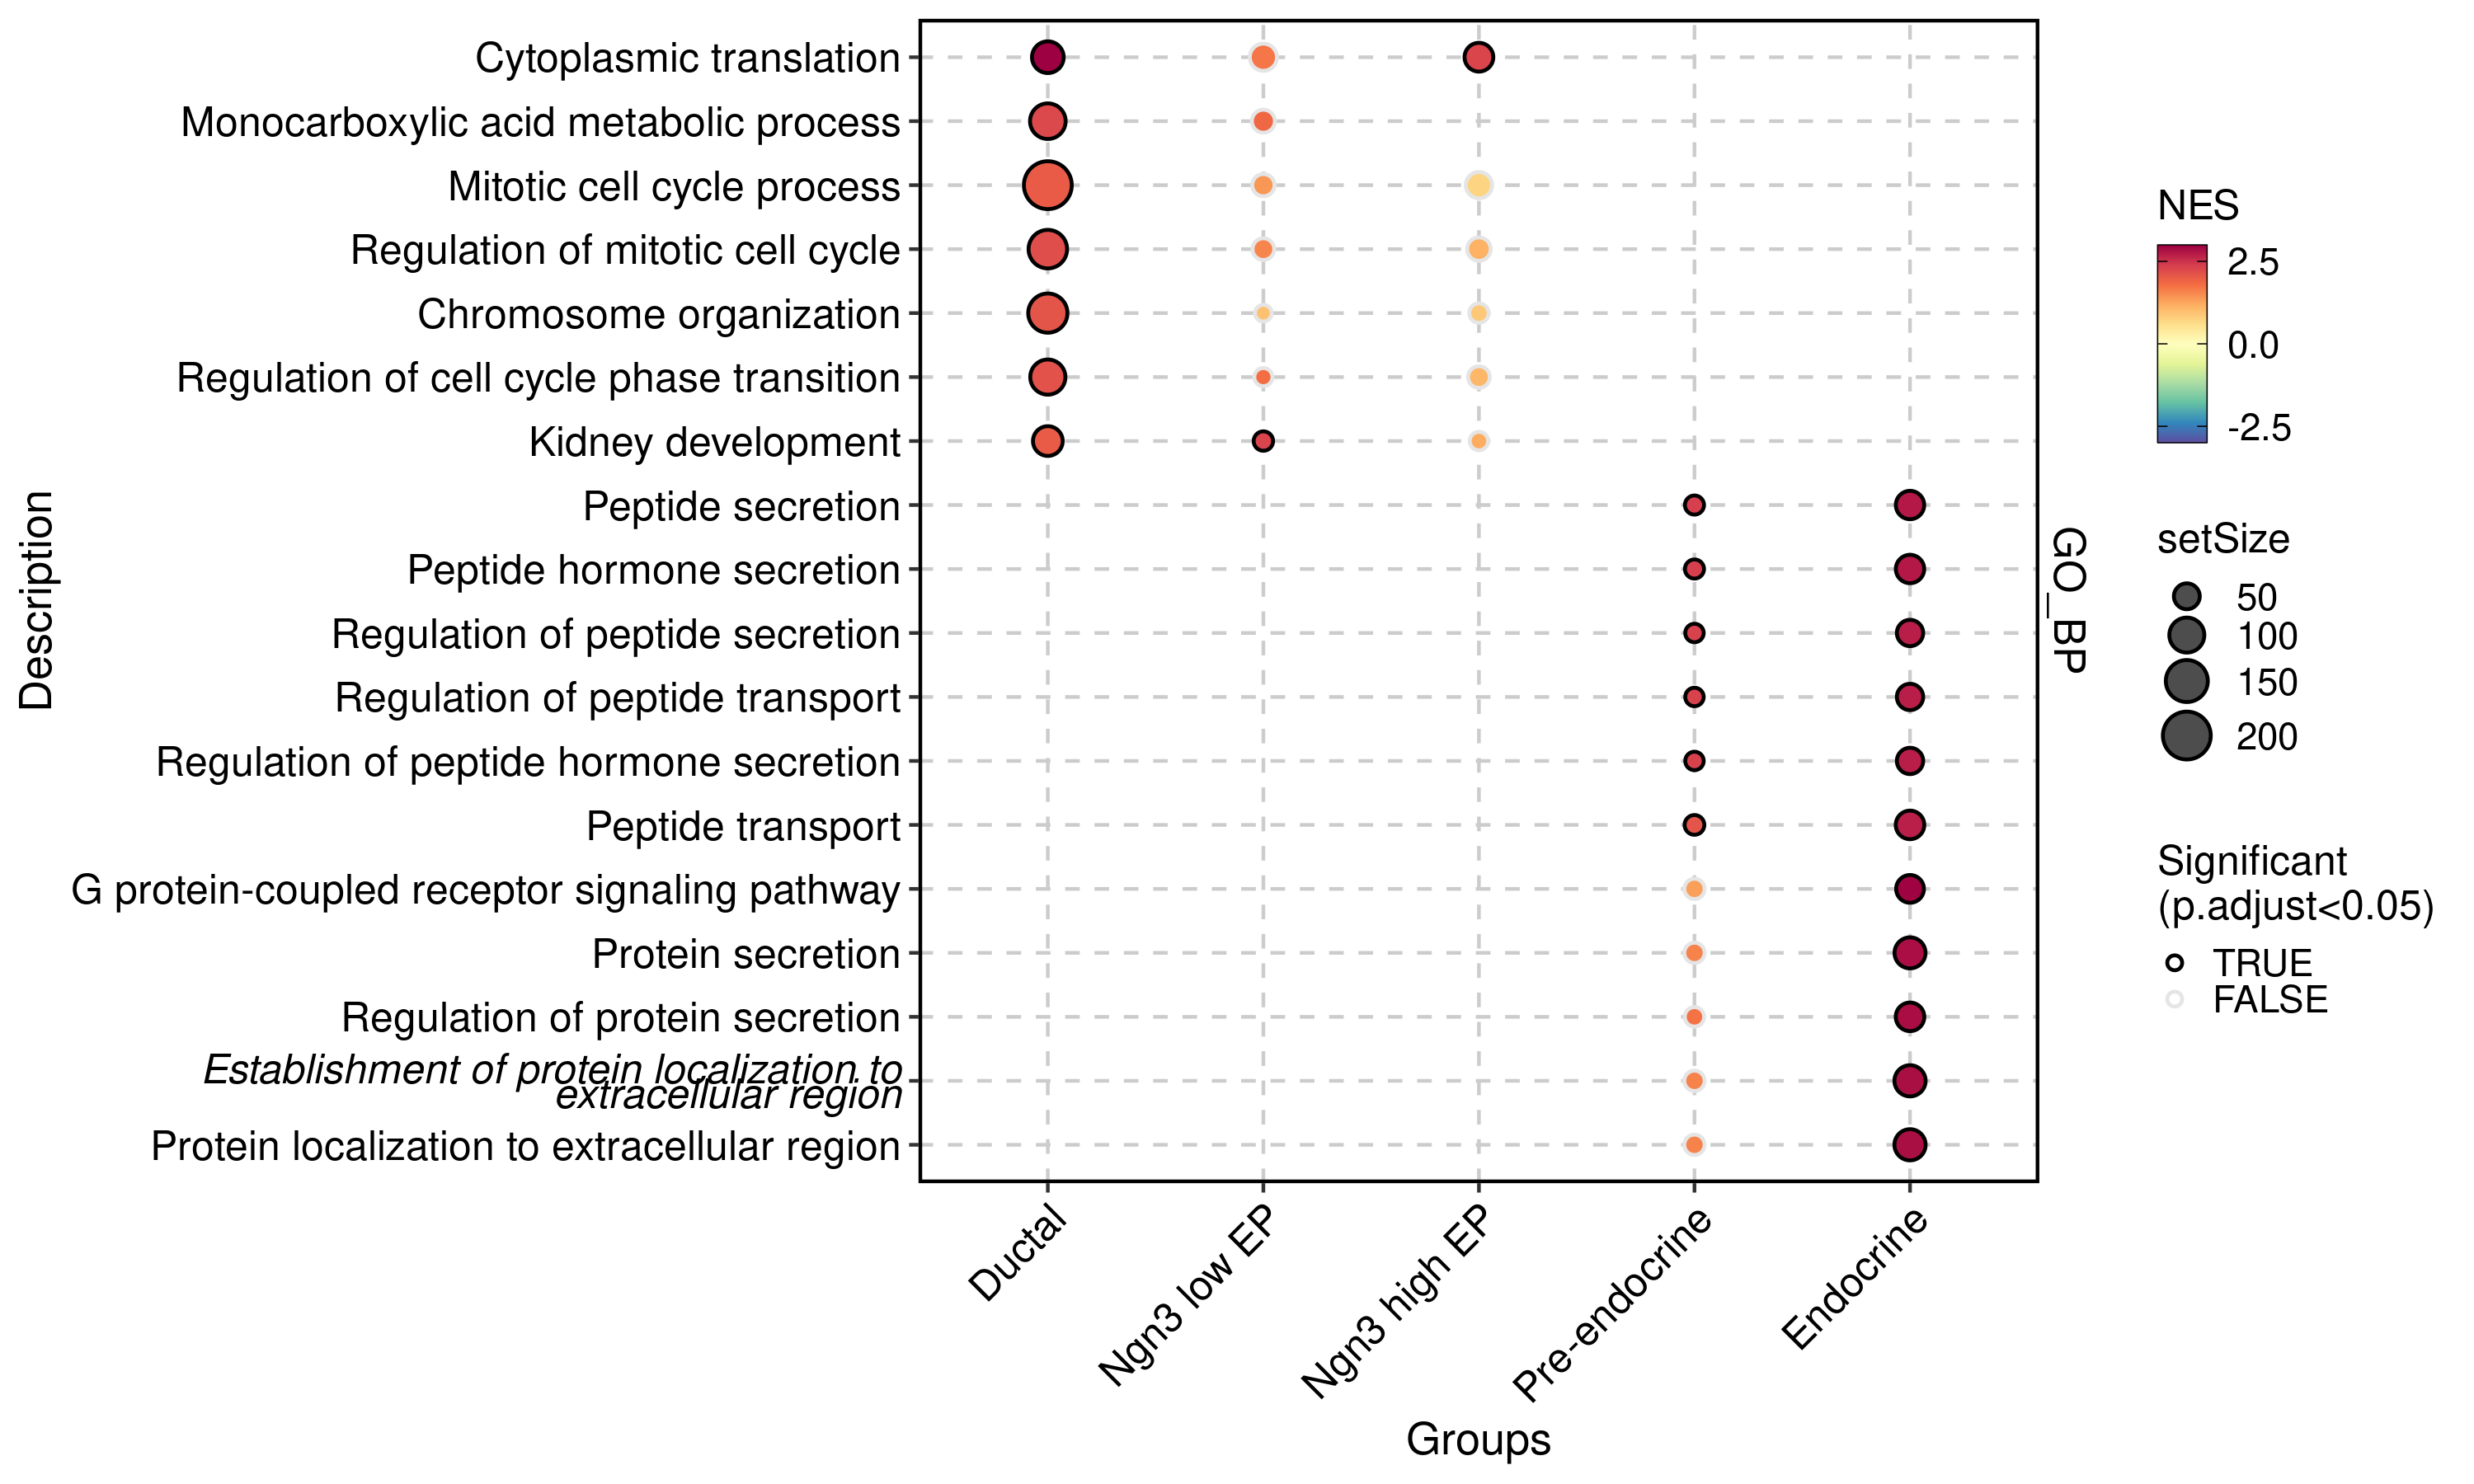 Cytoplasmic translation
Monocarboxylic acid metabolic process
Mitotic cell cycle process
Regulation of mitotic cell cycle
Chromosome organization
Regulation of cell cycle phase transition
Kidney development
Peptide secretion
Peptide hormone secretion
Regulation of peptide secretion
Regulation of peptide transport
Regulation of peptide hormone secretion
Peptide transport
G protein-coupled receptor signaling pathway
Protein secretion
Regulation of protein secretion
Establishment of protein localization to
extracellular region
Protein localization to extracellular region
Description
Ductal
Ngn3 low EP
Ngn3 high EP
Pre-endocrine
Endocrine
Groups
GO_BP
NES
2.5
0.0
-2.5
setSize
50
100
150
200
Significant
(p.adjust<0.05)
TRUE
FALSE